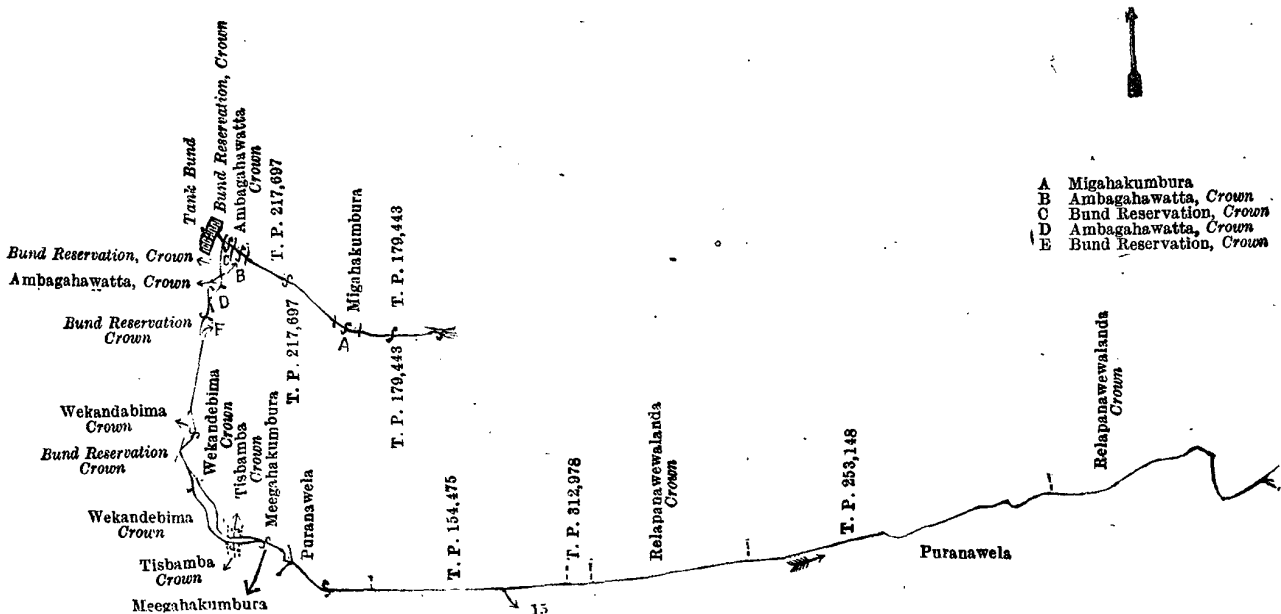 Tank Bund
Bund Reservation, Crown
Ambagahawatta
Crown
T. P. 217,697
Migahakumbura
T. P. 179,443
Bund Reservation, Crown
Ambagahawatta, Crown
Bund Reservation
Crown
C
B
D
E
A
T. P. 217,697
T. P. 179,443
A Migahakumbura
B Ambagahawatta, Crown
C Bund Reservation, Crown
D Ambagahawatta, Crown
E Bund Reservation, Crown
Wekandabima
Crown
Bund Reservation
Crown
Wekandebima
Crown
Tisbamba
Crown
Meegahakumbura
Puranawela
Wekandebima
Crown
Tisbamba
Crown
Meegahakumbura
T. P. 154,475
T. P. 312,978
Relapanawewalanda
Crown
T. P. 253,148
Relapanawewalanda
Crown
Puranawela
15